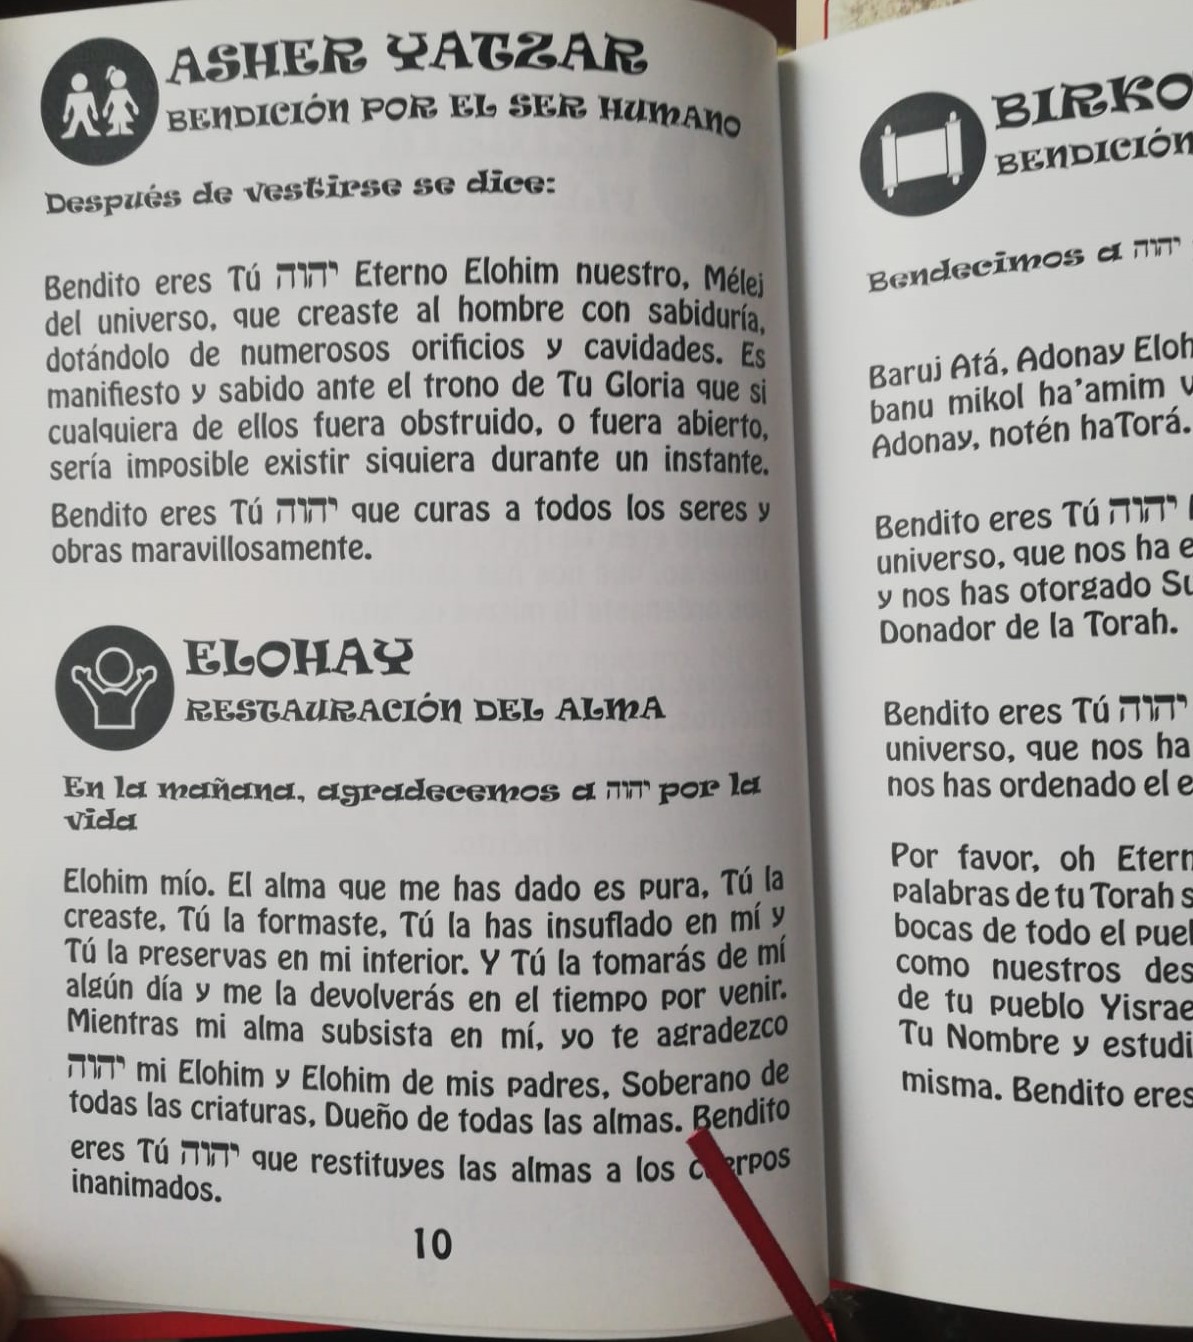 ASHER YATZAR
BENDICIÓN POR EL SER HUMANO
Después de vestirse se dice:
Bendito eres Tú יהוה Eterno Elohim nuestro, Mélej
del universo, que creaste al hombre con sabiduría,
dotándolo de numerosos orificios y cavidades. Es
manifiesto y sabido ante el trono de Tu Gloria que si
cualquiera de ellos fuera obstruido, o fuera abierto,
sería imposible existir siquiera durante un instante.
Bendito eres Tú יהוה que curas a todos los seres y
obras maravillosamente.
ELOHAY
RESTAURACIÓN DEL ALMA
En la mañana, agradecemos a יהוה por la
vida
Elohim mío. El alma que me has dado es pura, Tú la
creaste, Tú la formaste, Tú la has insuflado en mí y
Tú la preservas en mi interior. Y Tú la tomarás de mí
algún día y me la devolverás en el tiempo por venir.
Mientras mi alma subsista en mí, yo te agradezco
יהוה mi Elohim y Elohim de mis padres, Soberano de
todas las criaturas, Dueño de todas las almas. Bendito
eres Tú יהוה que restituyes las almas a los cuerpos
inanimados.
10
BIRKO
BENDICIÓN
Bendecimos a יהוה
Baruj Atá, Adonay Eloh
banu mikol ha'amim v
Adonay, notén haTorá.
Bendito eres Tú יהוה
universo, que nos ha e
y nos has otorgado Su
Donador de la Torah.
Bendito eres Tú יהוה
universo, que nos ha
nos has ordenado el e
Por favor, oh Etern
palabras de tu Torah s
bocas de todo el pueb
como nuestros des
de tu pueblo Yisrae
Tu Nombre y estudi
misma. Bendito eres